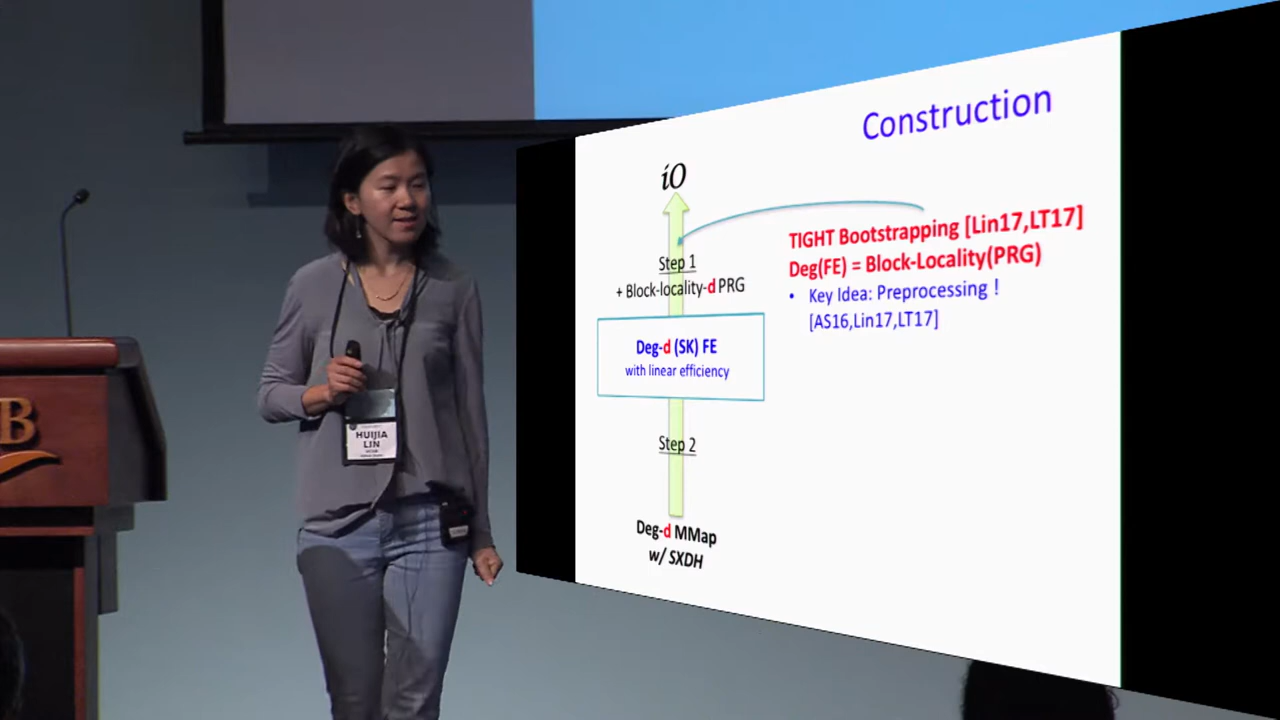 Construction
iO
TIGHT Bootstrapping [Lin17,LT17]
Deg(FE) = Block-Locality(PRG)
• Key Idea: Preprocessing !
[AS16,Lin17,LT17]
Step 1
+ Block-locality-d PRG
Deg-d (SK) FE
with linear efficiency
Step 2
Deg-d MMap
w/ SXDH
HUIJIA
LIN
B